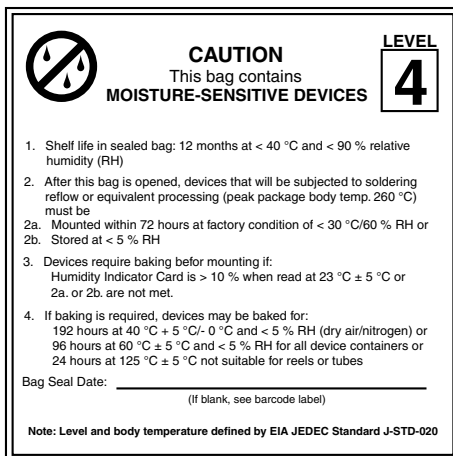 LEVEL
4
CAUTION
This bag contains
MOISTURE-SENSITIVE DEVICES
1. Shelf life in sealed bag: 12 months at < 40 °C and < 90 % relative
humidity (RH)
2. After this bag is opened, devices that will be subjected to soldering
reflow or equivalent processing (peak package body temp. 260 °C)
must be
2a. Mounted within 72 hours at factory condition of < 30 °C/60 % RH or
2b. Stored at < 5 % RH
3. Devices require baking befor mounting if:
Humidity Indicator Card is > 10 % when read at 23 °C ± 5 °C or
2a. or 2b. are not met.
4. If baking is required, devices may be baked for:
192 hours at 40 °C + 5 °C/- 0 °C and < 5 % RH (dry air/nitrogen) or
96 hours at 60 °C ± 5 °C and < 5 % RH for all device containers or
24 hours at 125 °C ± 5 °C not suitable for reels or tubes
Bag Seal Date:
(If blank, see barcode label)
Note: Level and body temperature defined by EIA JEDEC Standard J-STD-020